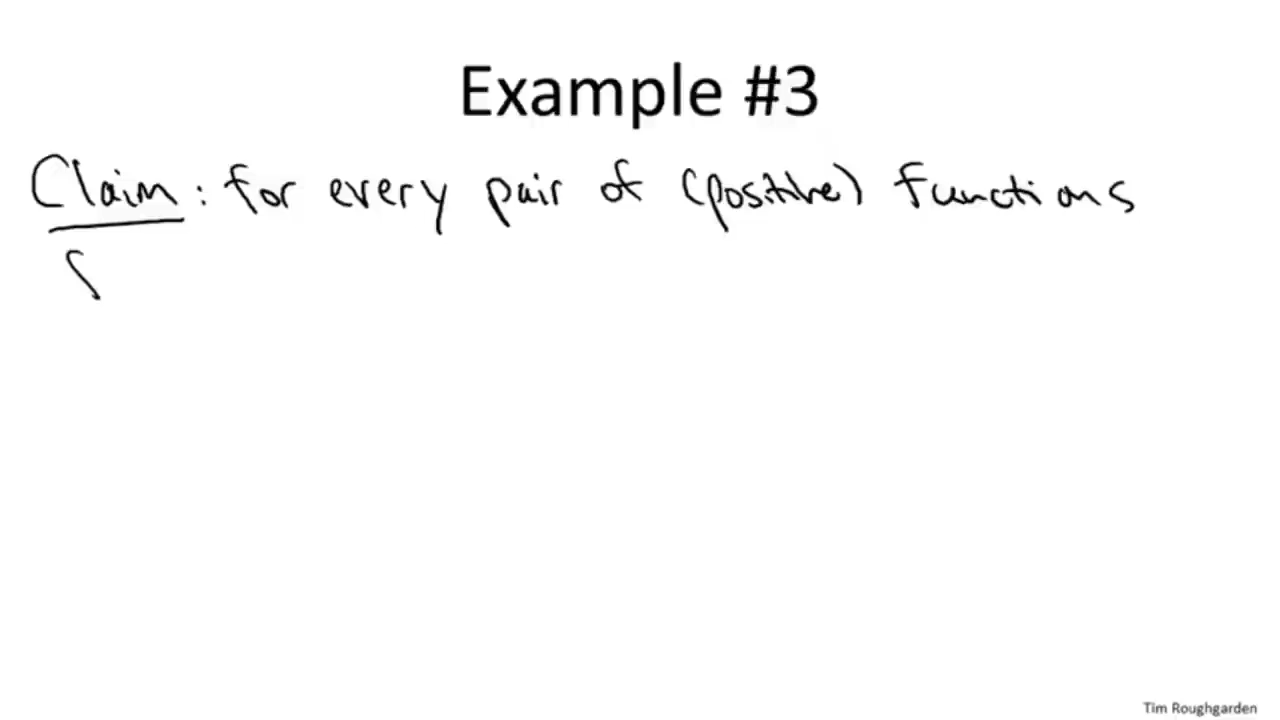 Example #3
Claim: for every pair of (positive) functions
Tim Roughgarden